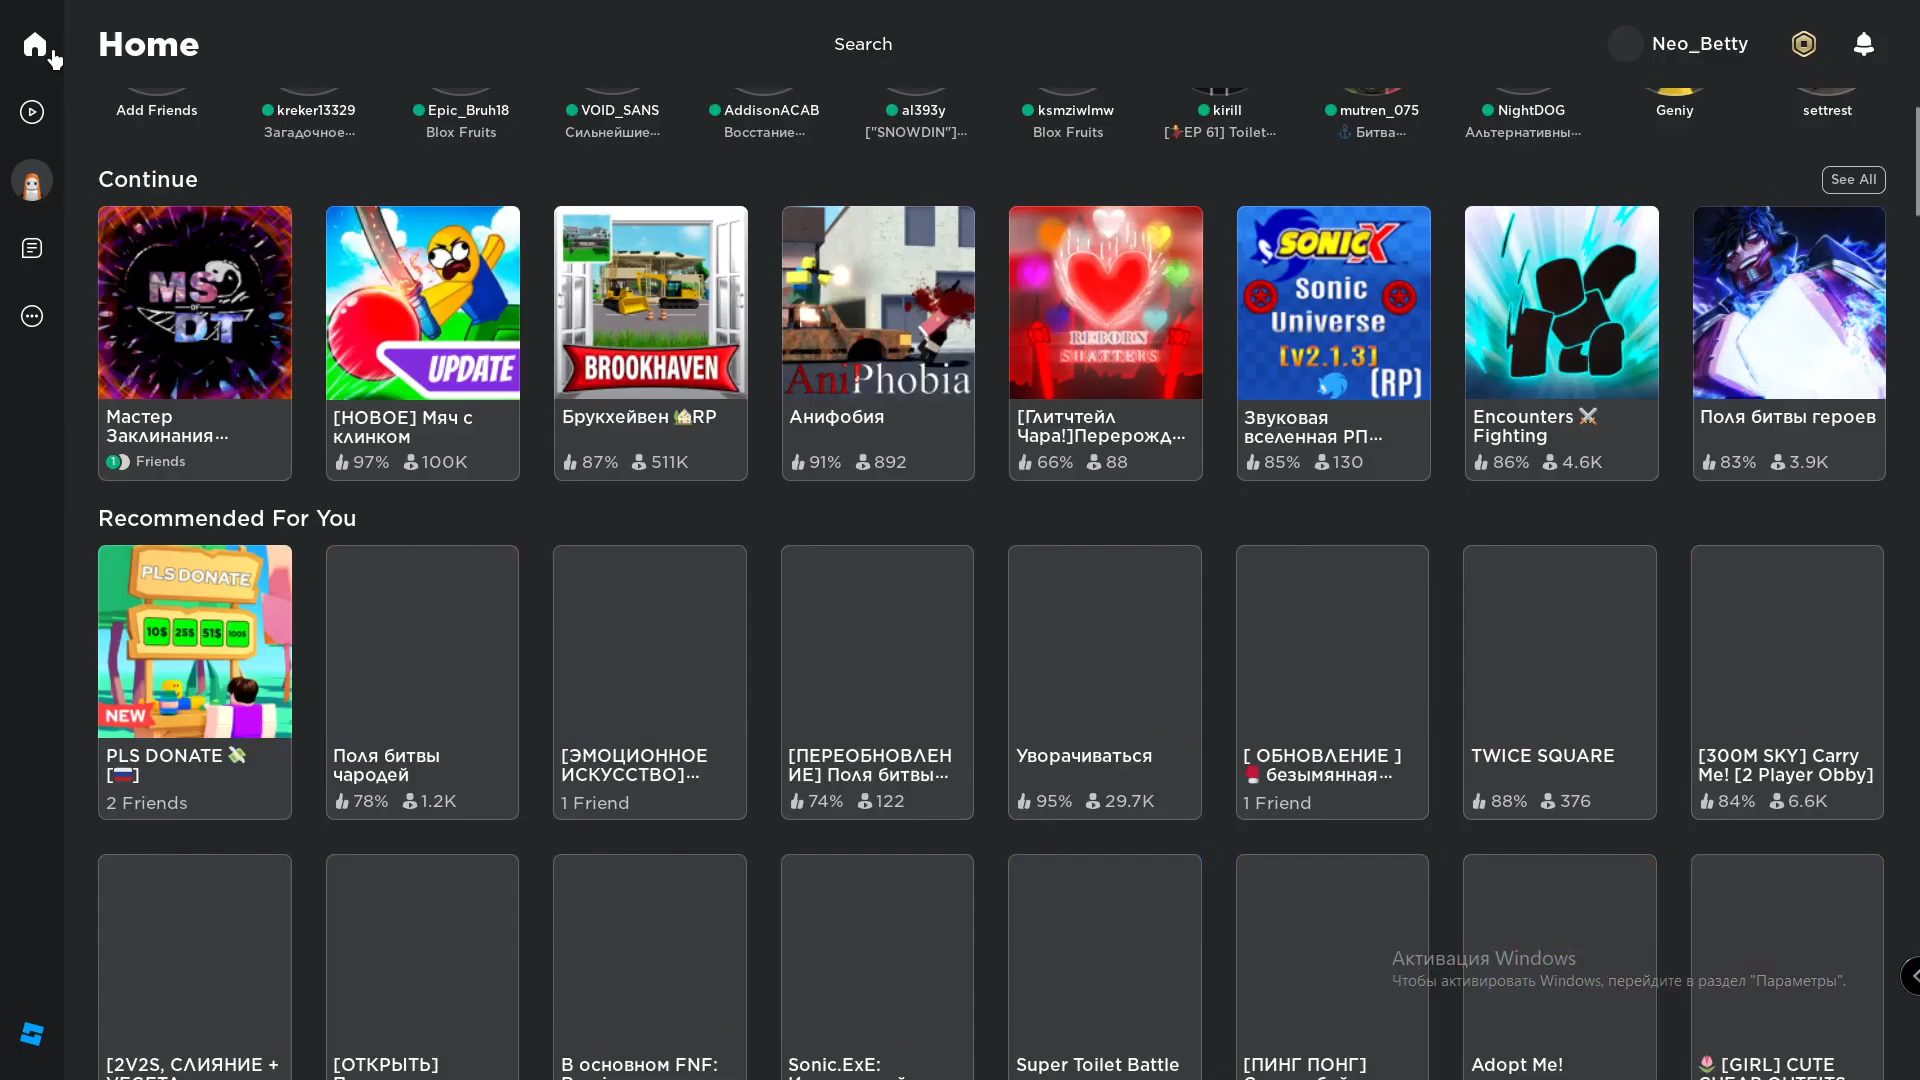 Home
Search
Neo_Betty
Add Friends
kreker13329
Epic_Bruh18
VOID_SANS
AddisonACAB
al393y
ksmziwlmw
kirill
mutren_075
NightDOG
Geniy
settrest
Загадочное...
Blox Fruits
Сильнейшие...
Восстание...
["SNOWDIN"]...
Blox Fruits
[💃EP 61] Toilet...
⚓ Битва...
Альтернативны...
Continue
See All
MS
OF
DT
UPDATE
BROOKHAVEN
AniPhobia
REBORN
SHATTERS
SONIC X
Sonic
Universe
[v2.1.3]
[RP]
Мастер
Заклинания...
1 Friends
[НОВОЕ] Мяч с
клинком
97% 100K
Брукхейвен 🏡RP
87% 511K
Анифобия
91% 892
[Глитчтейл
Чара!]Перерожд...
66% 88
Звуковая
вселенная РП...
85% 130
Encounters ⚔️
Fighting
86% 4.6K
Поля битвы героев
83% 3.9K
Recommended For You
PLS DONATE
10$ 25$ 51$ 100$
NEW
PLS DONATE 💸
[🇷🇺]
2 Friends
Поля битвы
чародей
78% 1.2K
[ЭМОЦИОННОЕ
ИСКУССТВО]...
1 Friend
[ПЕРЕОБНОВЛЕН
ИЕ] Поля битвы...
74% 122
Уворачиваться
95% 29.7K
[ ОБНОВЛЕНИЕ ]
🥊безымянная...
1 Friend
TWICE SQUARE
88% 376
[300M SKY] Carry
Me! [2 Player Obby]
84% 6.6K
[2V2S, СЛИЯНИЕ +
[ОТКРЫТЬ]
В основном FNF:
Sonic.ExE:
Super Toilet Battle
[ПИНГ ПОНГ]
Adopt Me!
🌷 [GIRL] CUTE
Активация Windows
Чтобы активировать Windows, перейдите в раздел "Параметры".